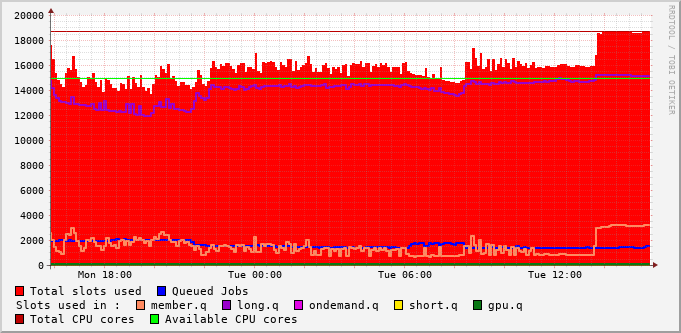 20000
18000
16000
14000
12000
10000
8000
6000
4000
2000
0
Mon 18:00 Tue 00:00 Tue 06:00 Tue 12:00
RRDTOOL / TOBI OETIKER
Total slots used Queued Jobs
Slots used in : member.q long.q ondemand.q short.q gpu.q
Total CPU cores Available CPU cores